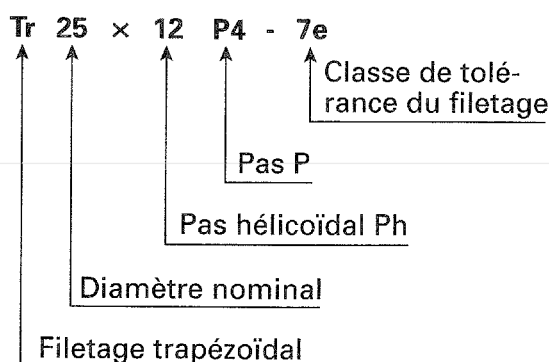 Tr 25 × 12 P4 - 7e
Classe de tolé-
rance du filetage
Pas P
Pas hélicoïdal Ph
Diamètre nominal
Filetage trapézoïdal